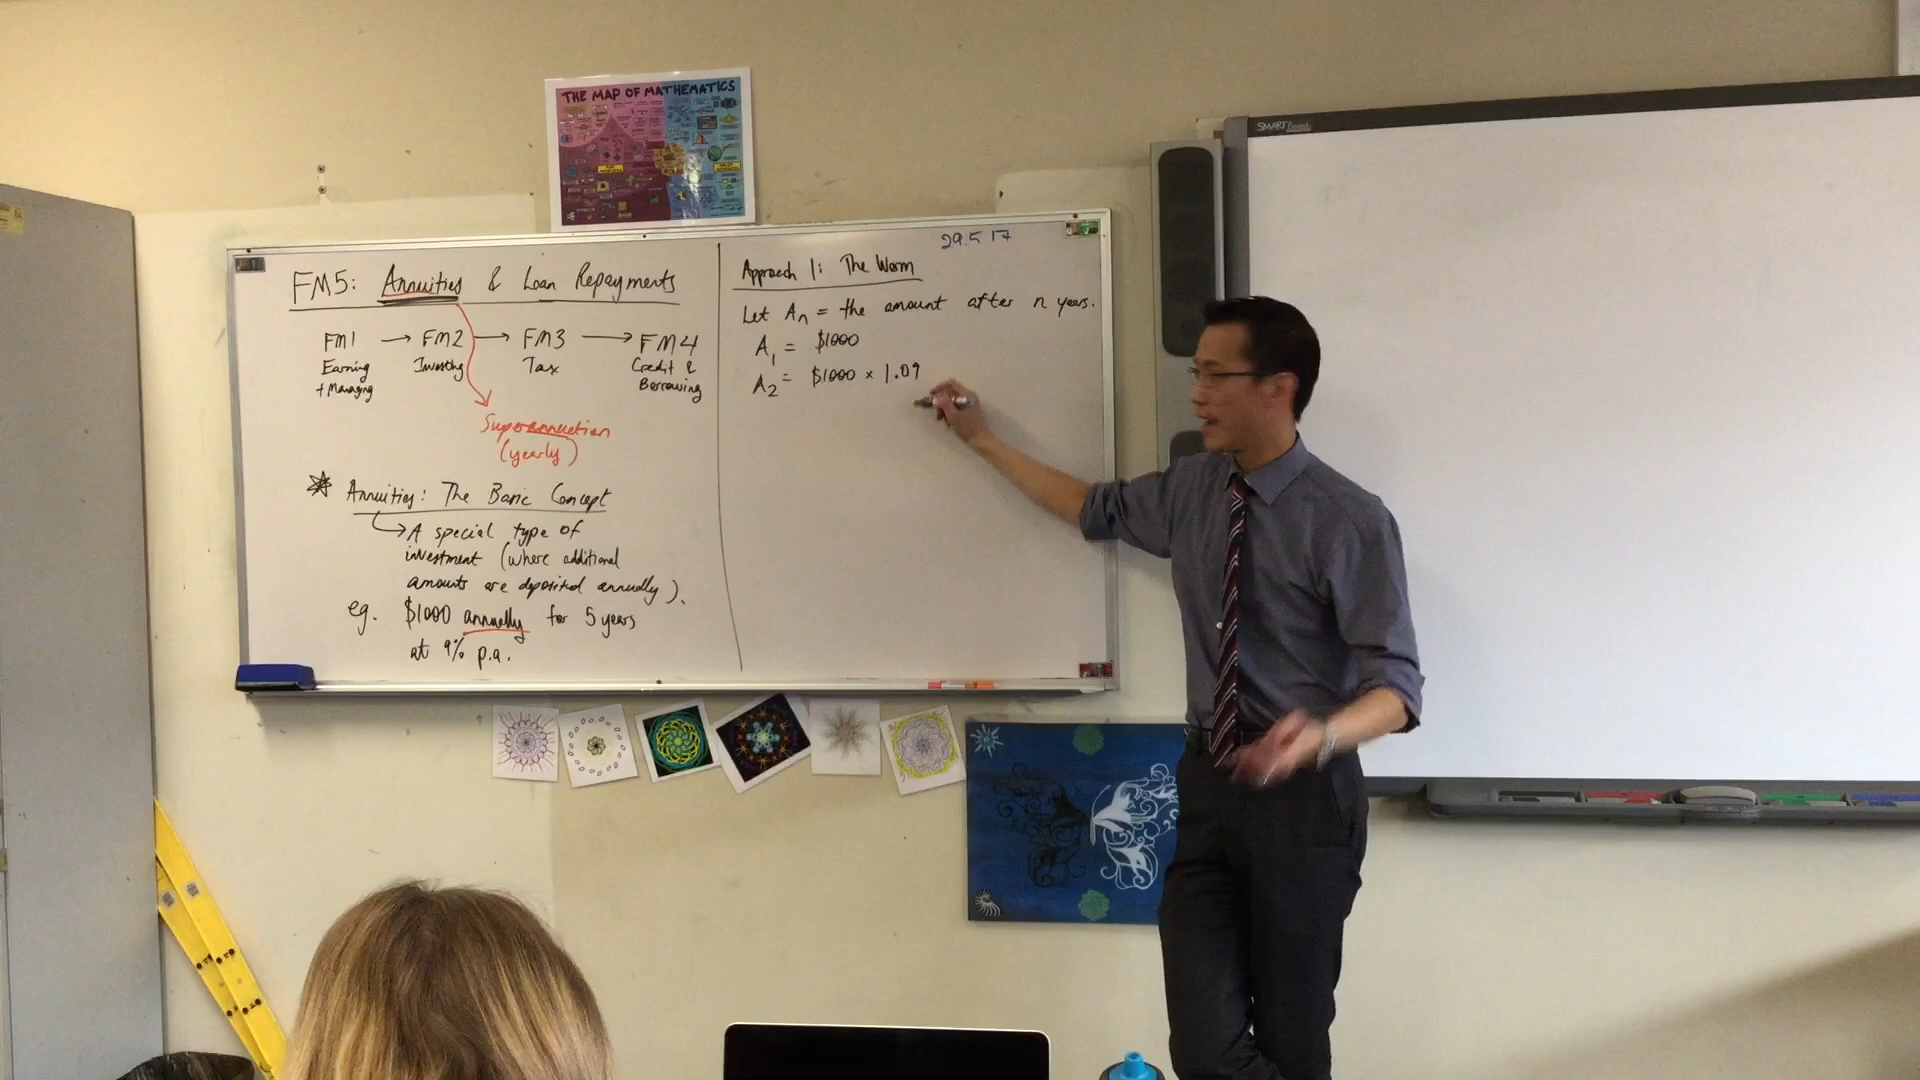 THE MAP OF MATHEMATICS
SMART Board
29.5.17
FM5: Annuities & Loan Repayments
FM1 → FM2 → FM3 → FM4
Earning + Managing
Investing
Tax
Credit & Borrowing
Superannuation
(yearly)
Annuities: The Basic Concept
A special type of
investment (where additional
amounts are deposited annually).
eg. $1000 annually for 5 years
at 9% p.a.
Approach 1: The Worm
Let An = the amount after n years.
A1 = $1000
A2 = $1000 × 1.09